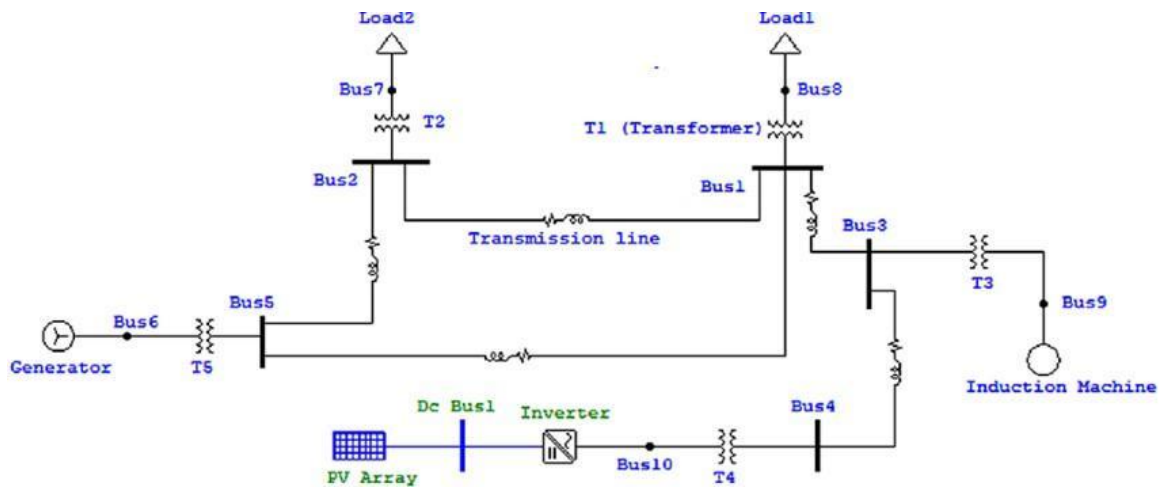 Load2
Load1
Bus7
Bus8
T2
T1 (Transformer)
Bus2
Bus1
Transmission line
Bus3
T3
Bus9
Induction Machine
Bus5
Bus6
T5
Generator
Dc Bus1
Inverter
Bus4
PV Array
Bus10
T4